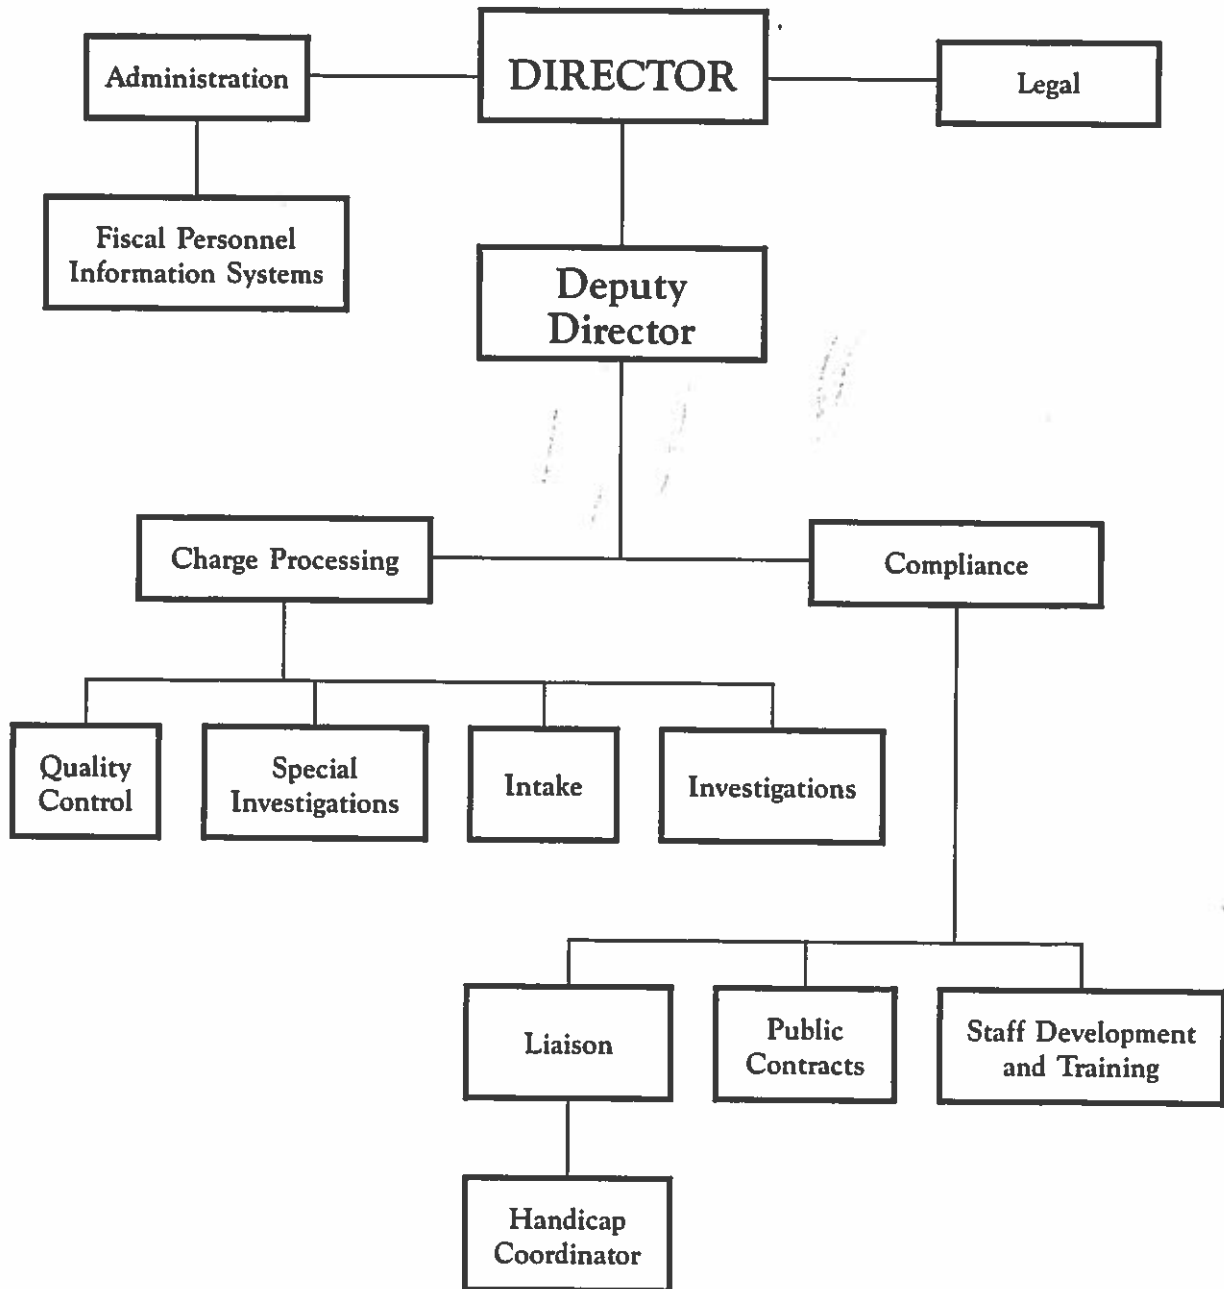 Administration
DIRECTOR
Legal
Fiscal Personnel
Information Systems
Deputy
Director
Charge Processing
Compliance
Quality
Control
Special
Investigations
Intake
Investigations
Liaison
Public
Contracts
Staff Development
and Training
Handicap
Coordinator